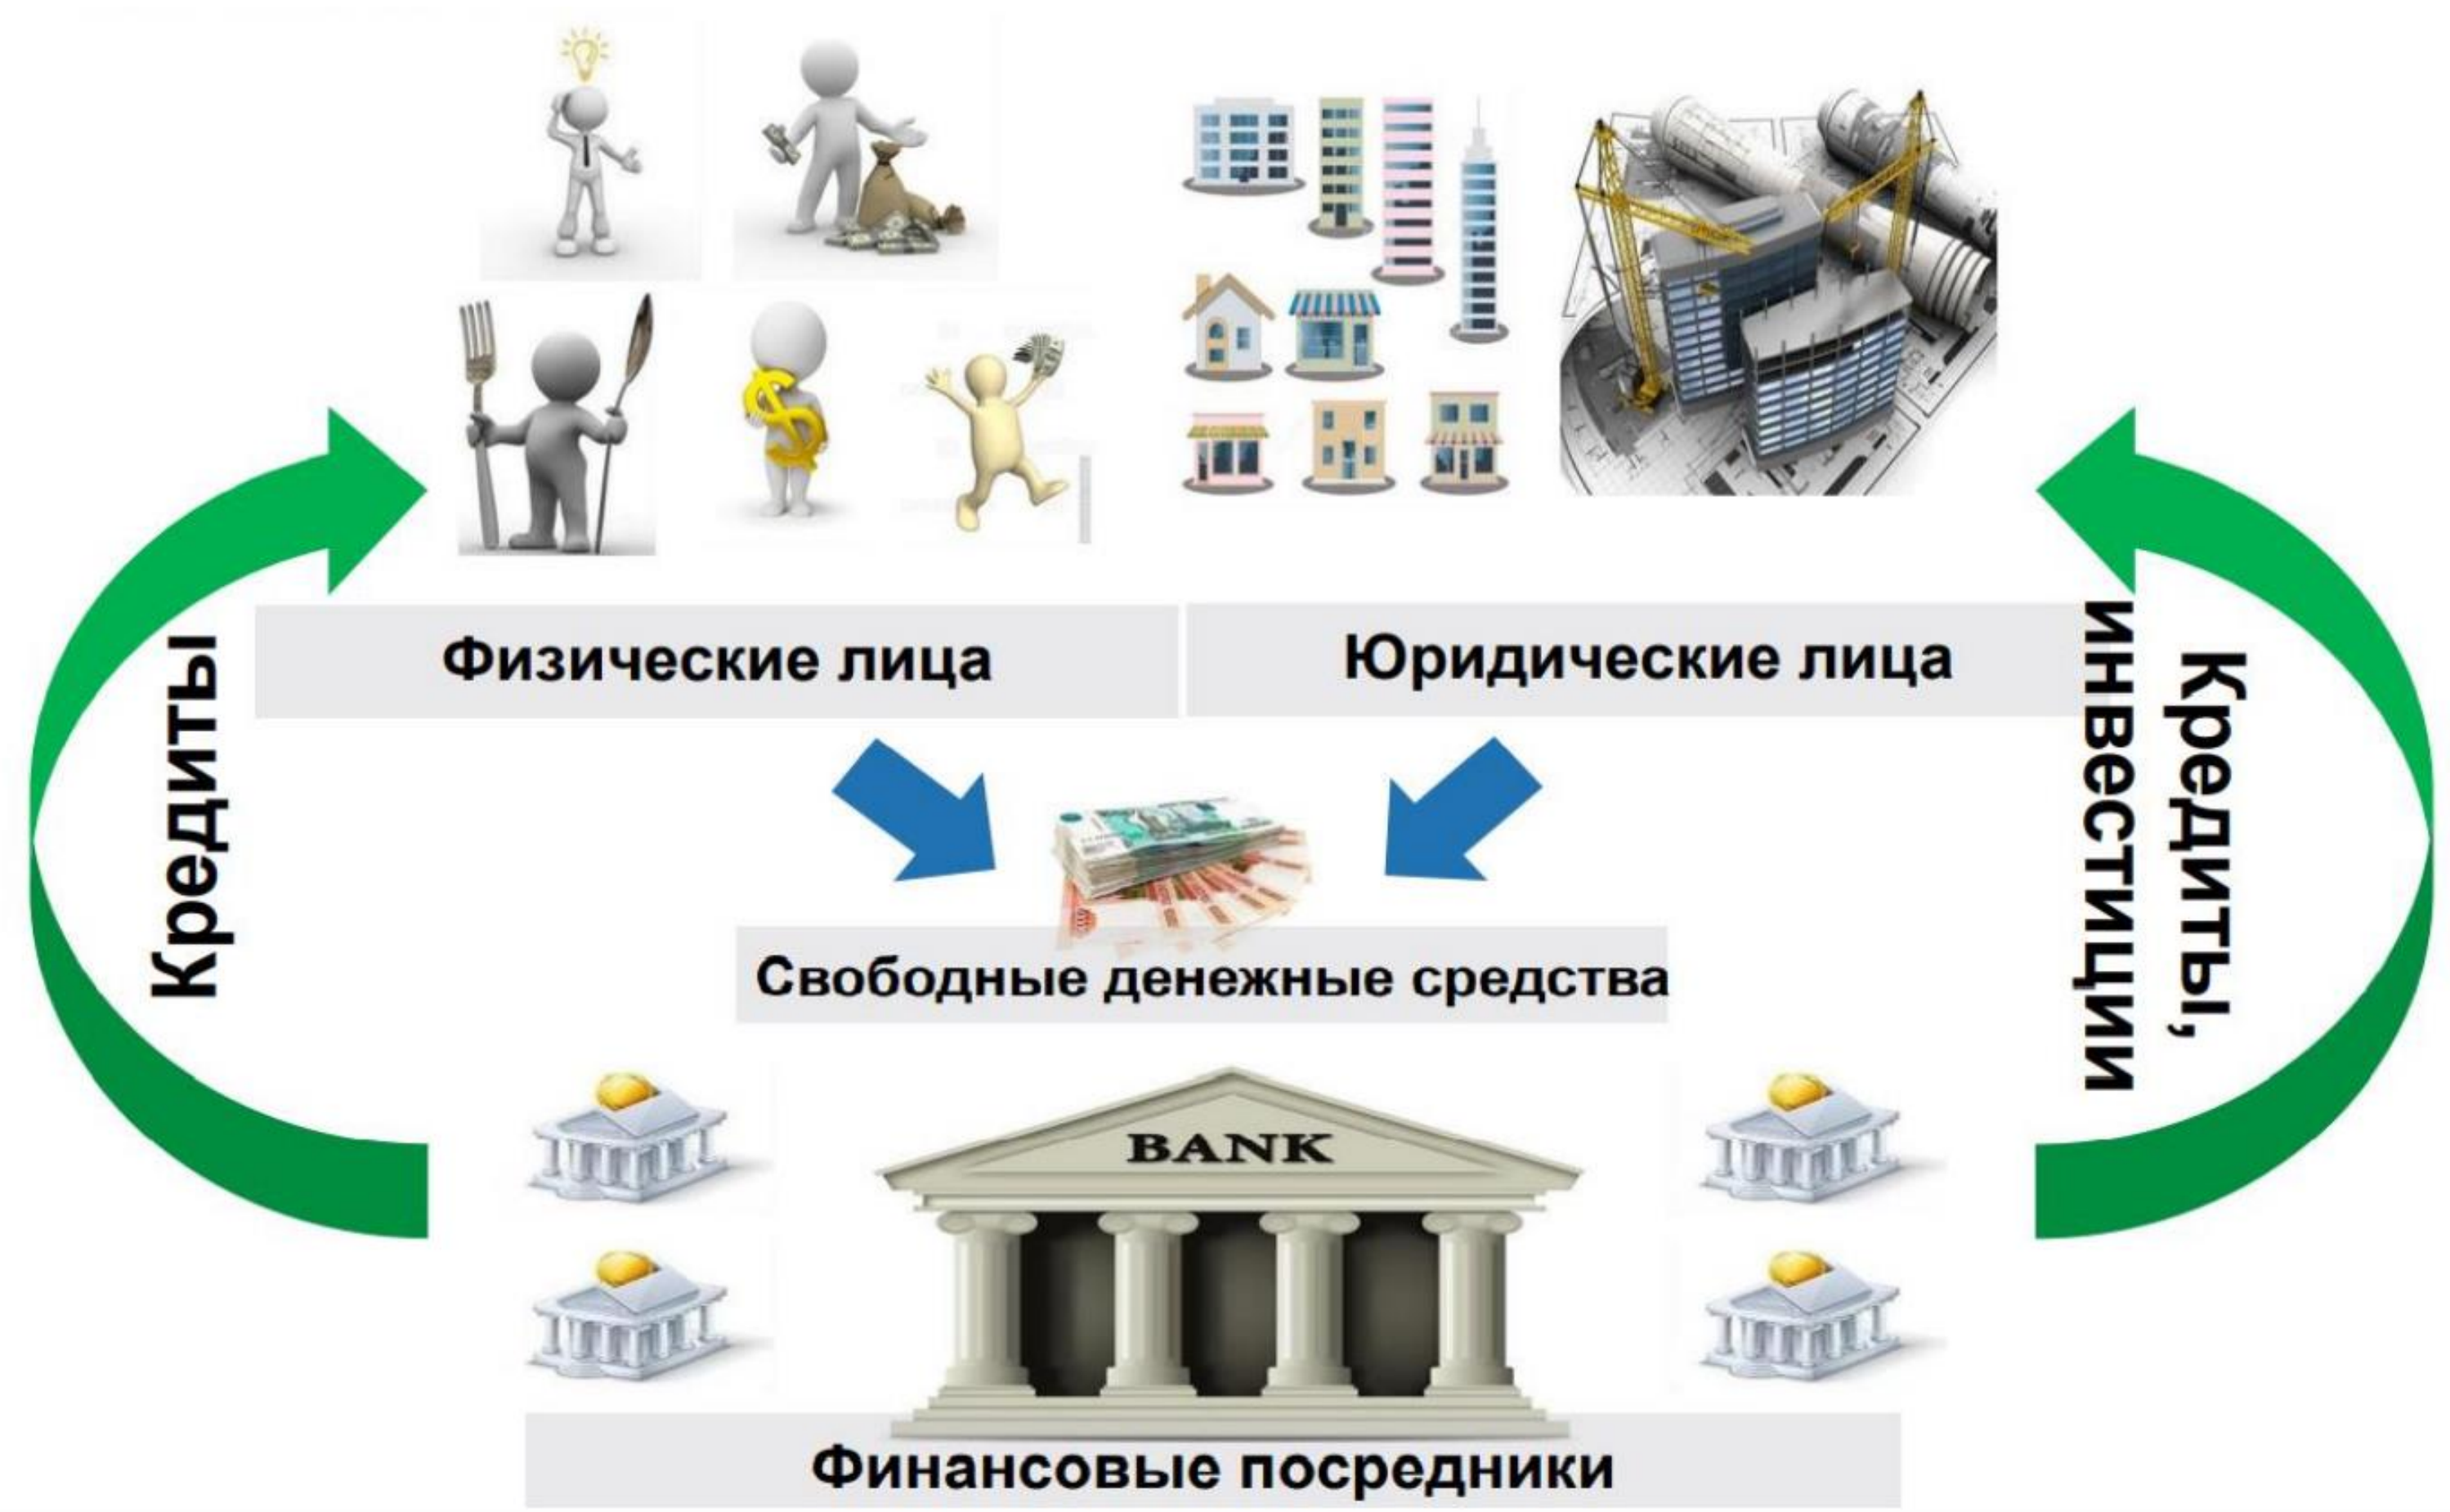 Физические лица
Юридические лица
Кредиты
Кредиты,
инвестиции
Свободные денежные средства
BANK
Финансовые посредники